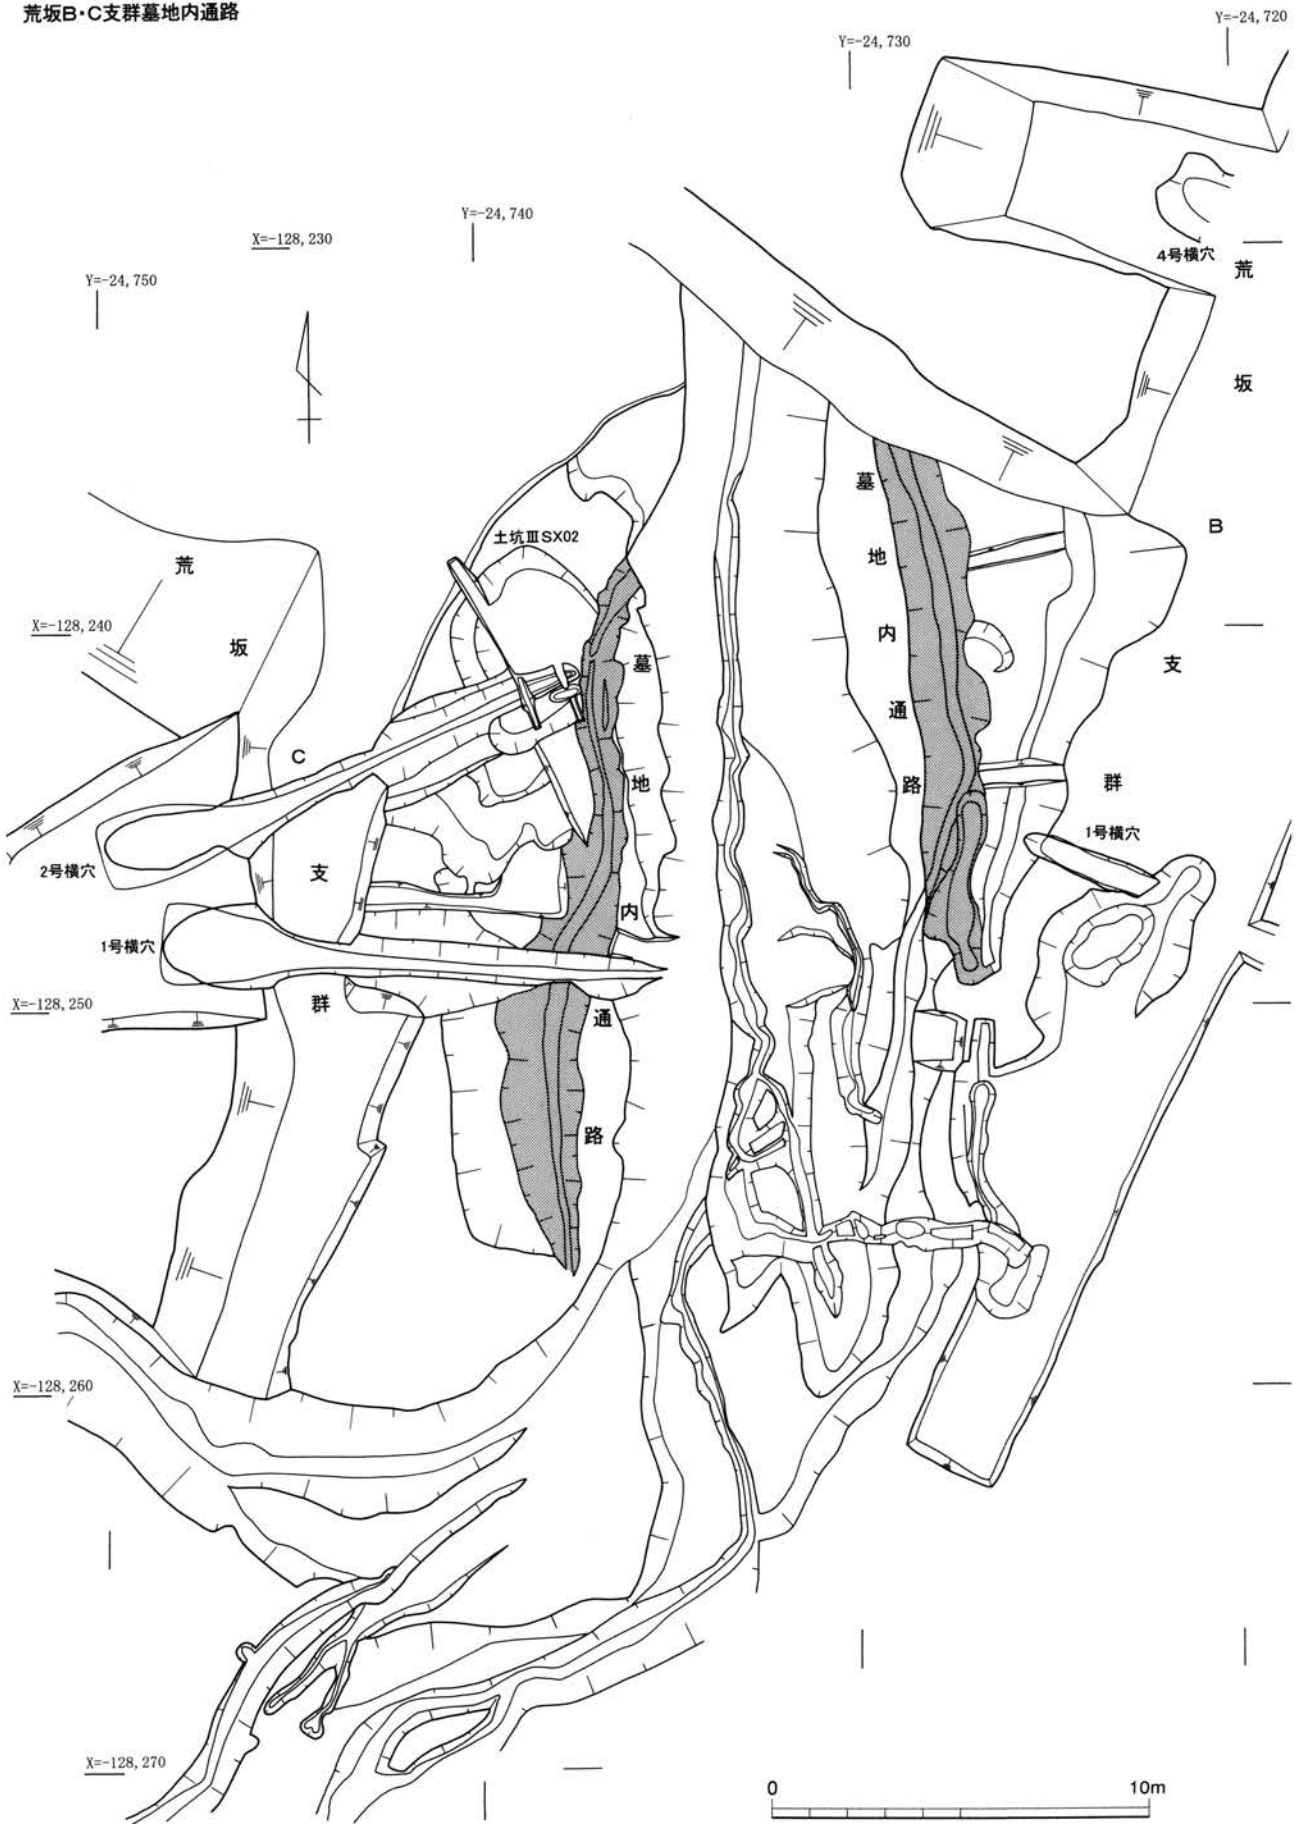 荒坂B・C支群墓地内通路
Y=-24,720
Y=-24,730
Y=-24,740
X=-128,230
Y=-24,750
4号横穴
荒坂B支群
墓地内通路
土坑ⅢSX02
荒坂C支群
X=-128,240
墓地内通路
1号横穴
2号横穴
1号横穴
X=-128,250
X=-128,260
X=-128,270
0 10m